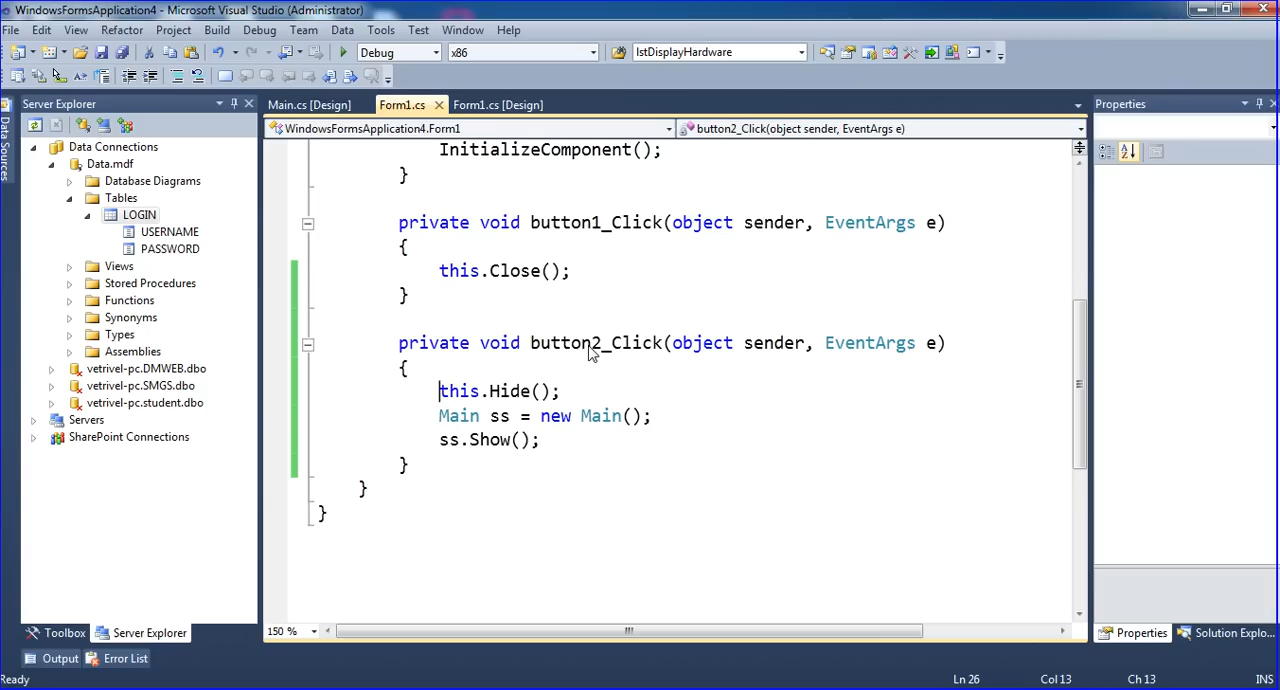 WindowsFormsApplication4 - Microsoft Visual Studio (Administrator)
File Edit View Refactor Project Build Debug Team Data Tools Test Window Help
Debug x86 lstDisplayHardware
Server Explorer
Main.cs [Design] Form1.cs Form1.cs [Design]
Properties
WindowsFormsApplication4.Form1 button2_Click(object sender, EventArgs e)
Data Sources
Data Connections
Data.mdf
Database Diagrams
Tables
LOGIN
USERNAME
PASSWORD
Views
Stored Procedures
Functions
Synonyms
Types
Assemblies
vetrivel-pc.DMWEB.dbo
vetrivel-pc.SMGS.dbo
vetrivel-pc.student.dbo
Servers
SharePoint Connections
InitializeComponent();
}
private void button1_Click(object sender, EventArgs e)
{
this.Close();
}
private void button2_Click(object sender, EventArgs e)
{
this.Hide();
Main ss = new Main();
ss.Show();
}
}
}
150 %
Toolbox Server Explorer
Properties Solution Explo...
Output Error List
Ready Ln 26 Col 13 Ch 13 INS